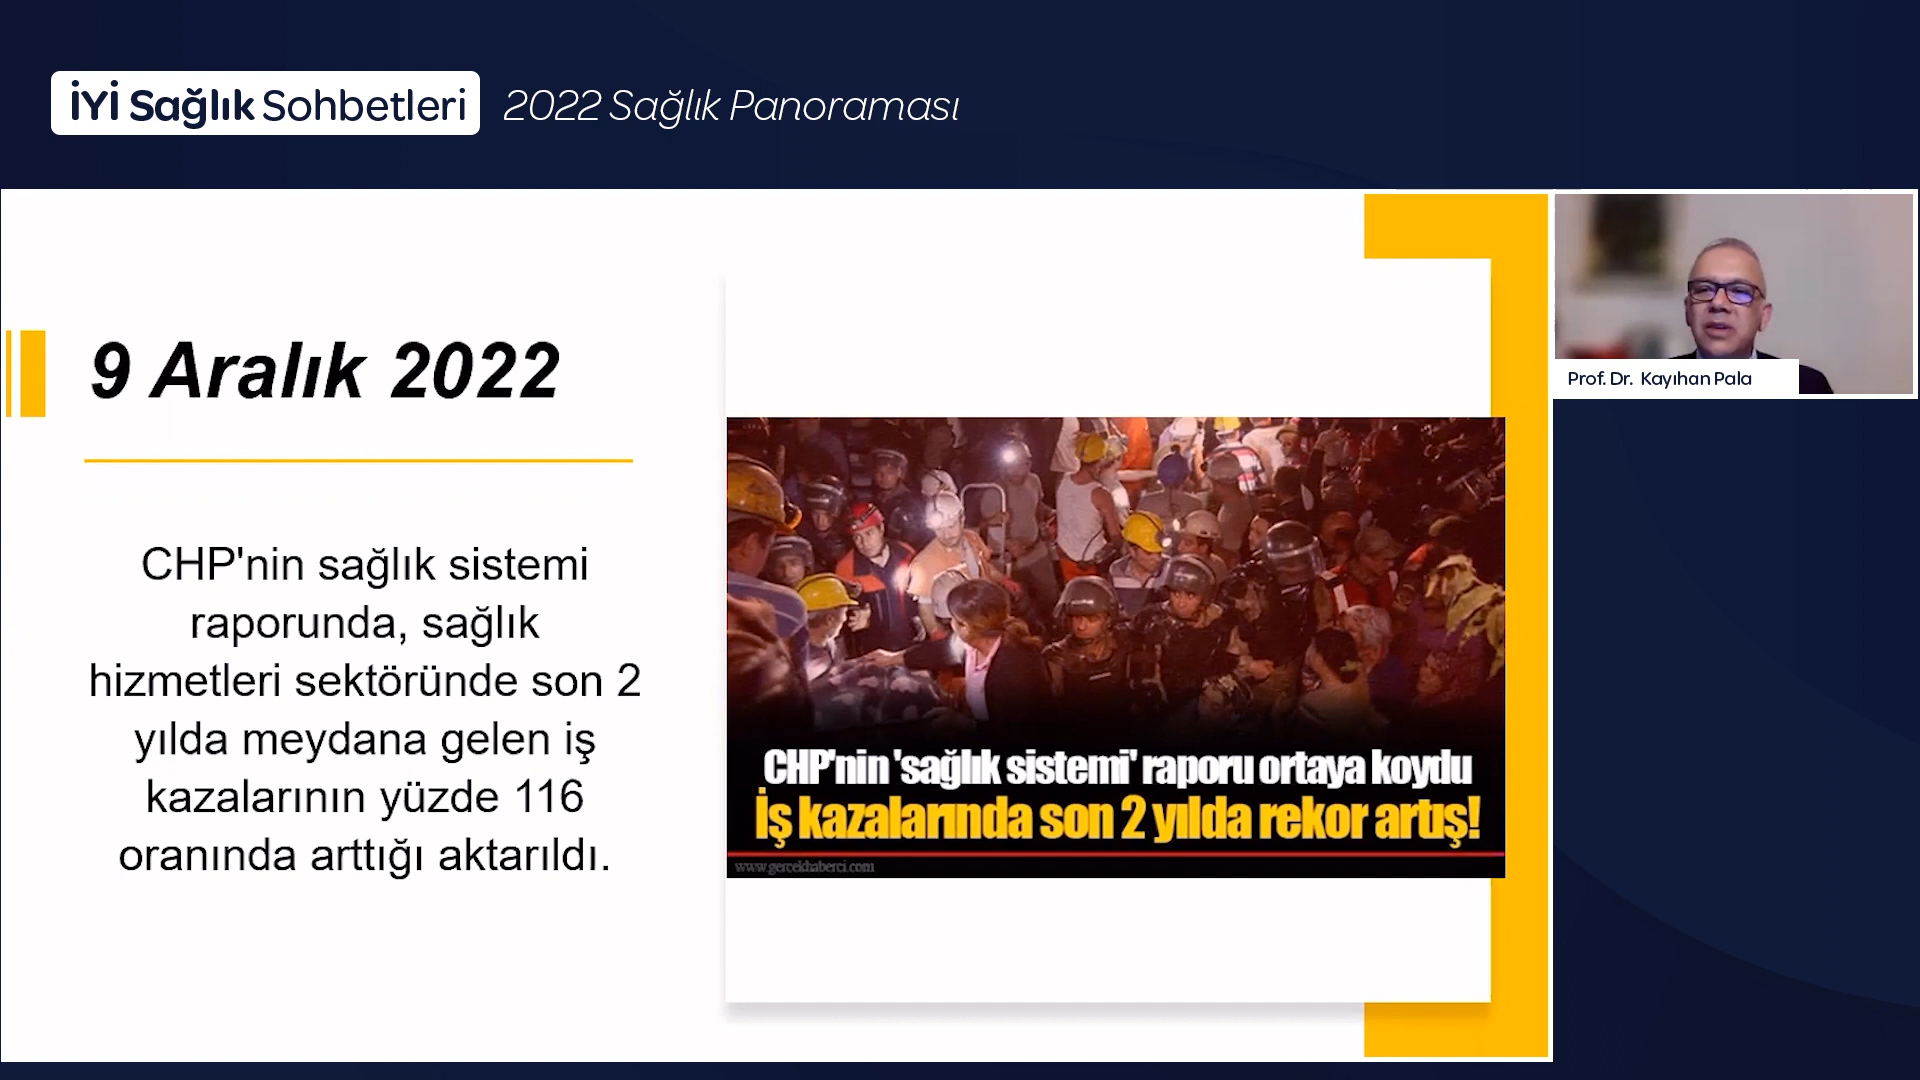 İYİ Sağlık Sohbetleri 2022 Sağlık Panoraması
9 Aralık 2022
CHP'nin sağlık sistemi
raporunda, sağlık
hizmetleri sektöründe son 2
yılda meydana gelen iş
kazalarının yüzde 116
oranında arttığı aktarıldı.
CHP'nin 'sağlık sistemi' raporu ortaya koydu
İş kazalarında son 2 yılda rekor artış!
www.gercekhaberci.com
Prof. Dr. Kayıhan Pala